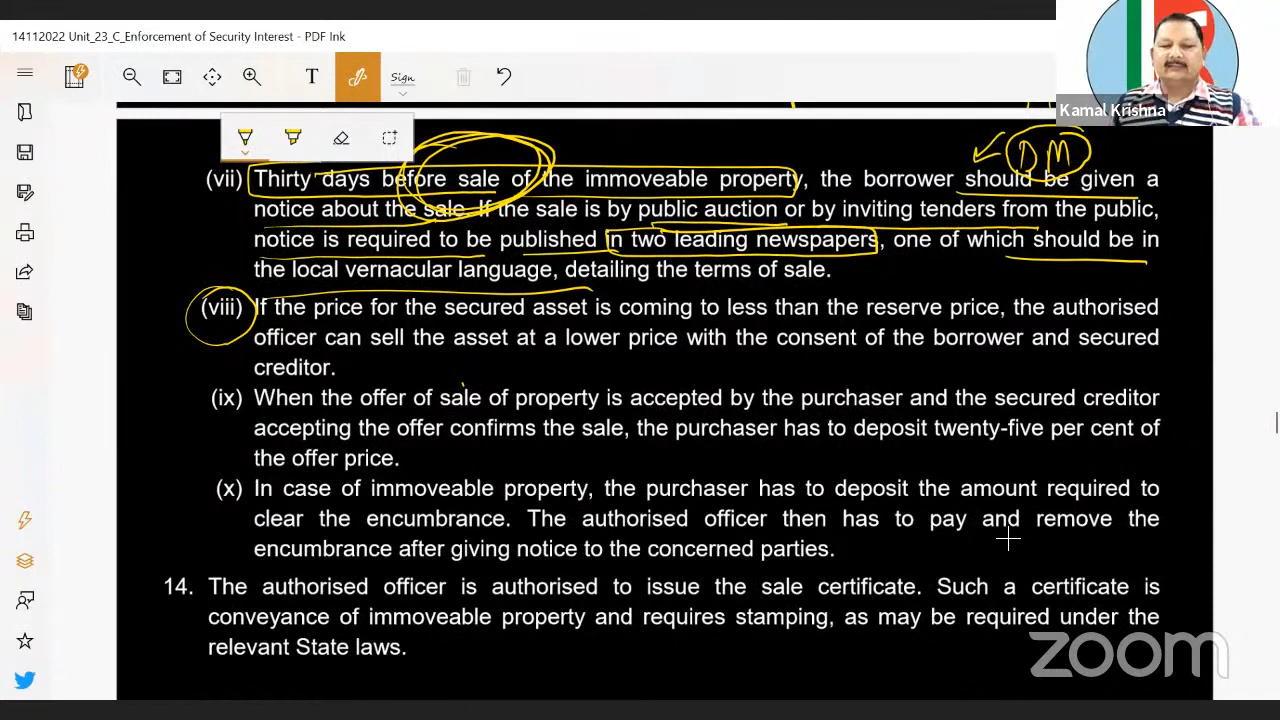 14112022 Unit_23_C_Enforcement of Security Interest - PDF Ink
T
Sign
Kamal Krishna
DM
(vii) Thirty days before sale of the immoveable property, the borrower should be given a
notice about the sale. If the sale is by public auction or by inviting tenders from the public,
notice is required to be published in two leading newspapers, one of which should be in
the local vernacular language, detailing the terms of sale.
(viii) If the price for the secured asset is coming to less than the reserve price, the authorised
officer can sell the asset at a lower price with the consent of the borrower and secured
creditor.
(ix) When the offer of sale of property is accepted by the purchaser and the secured creditor
accepting the offer confirms the sale, the purchaser has to deposit twenty-five per cent of
the offer price.
(x) In case of immoveable property, the purchaser has to deposit the amount required to
clear the encumbrance. The authorised officer then has to pay and remove the
encumbrance after giving notice to the concerned parties.
14. The authorised officer is authorised to issue the sale certificate. Such a certificate is
conveyance of immoveable property and requires stamping, as may be required under the
relevant State laws.
zoom